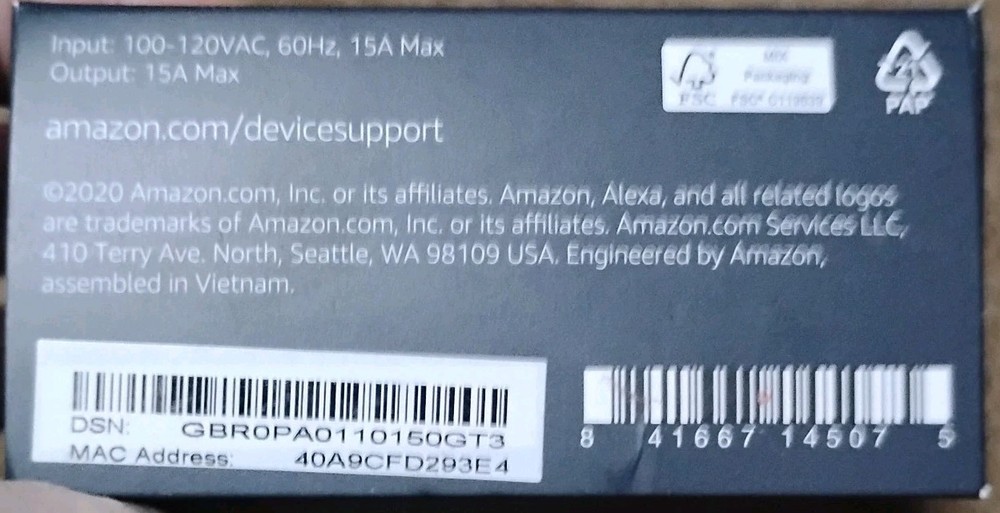 Input: 100-120VAC, 60Hz, 15A Max
Output: 15A Max
MIX
Packaging
FSC
PAP
amazon.com/devicesupport
©2020 Amazon.com, Inc. or its affiliates. Amazon, Alexa, and all related logos
are trademarks of Amazon.com, Inc. or its affiliates. Amazon.com Services LLC,
410 Terry Ave. North, Seattle, WA 98109 USA. Engineered by Amazon,
assembled in Vietnam.
DSN: GBR0PA0110150GT3
MAC Address: 40A9CFD293E4
8 41667 14507 5